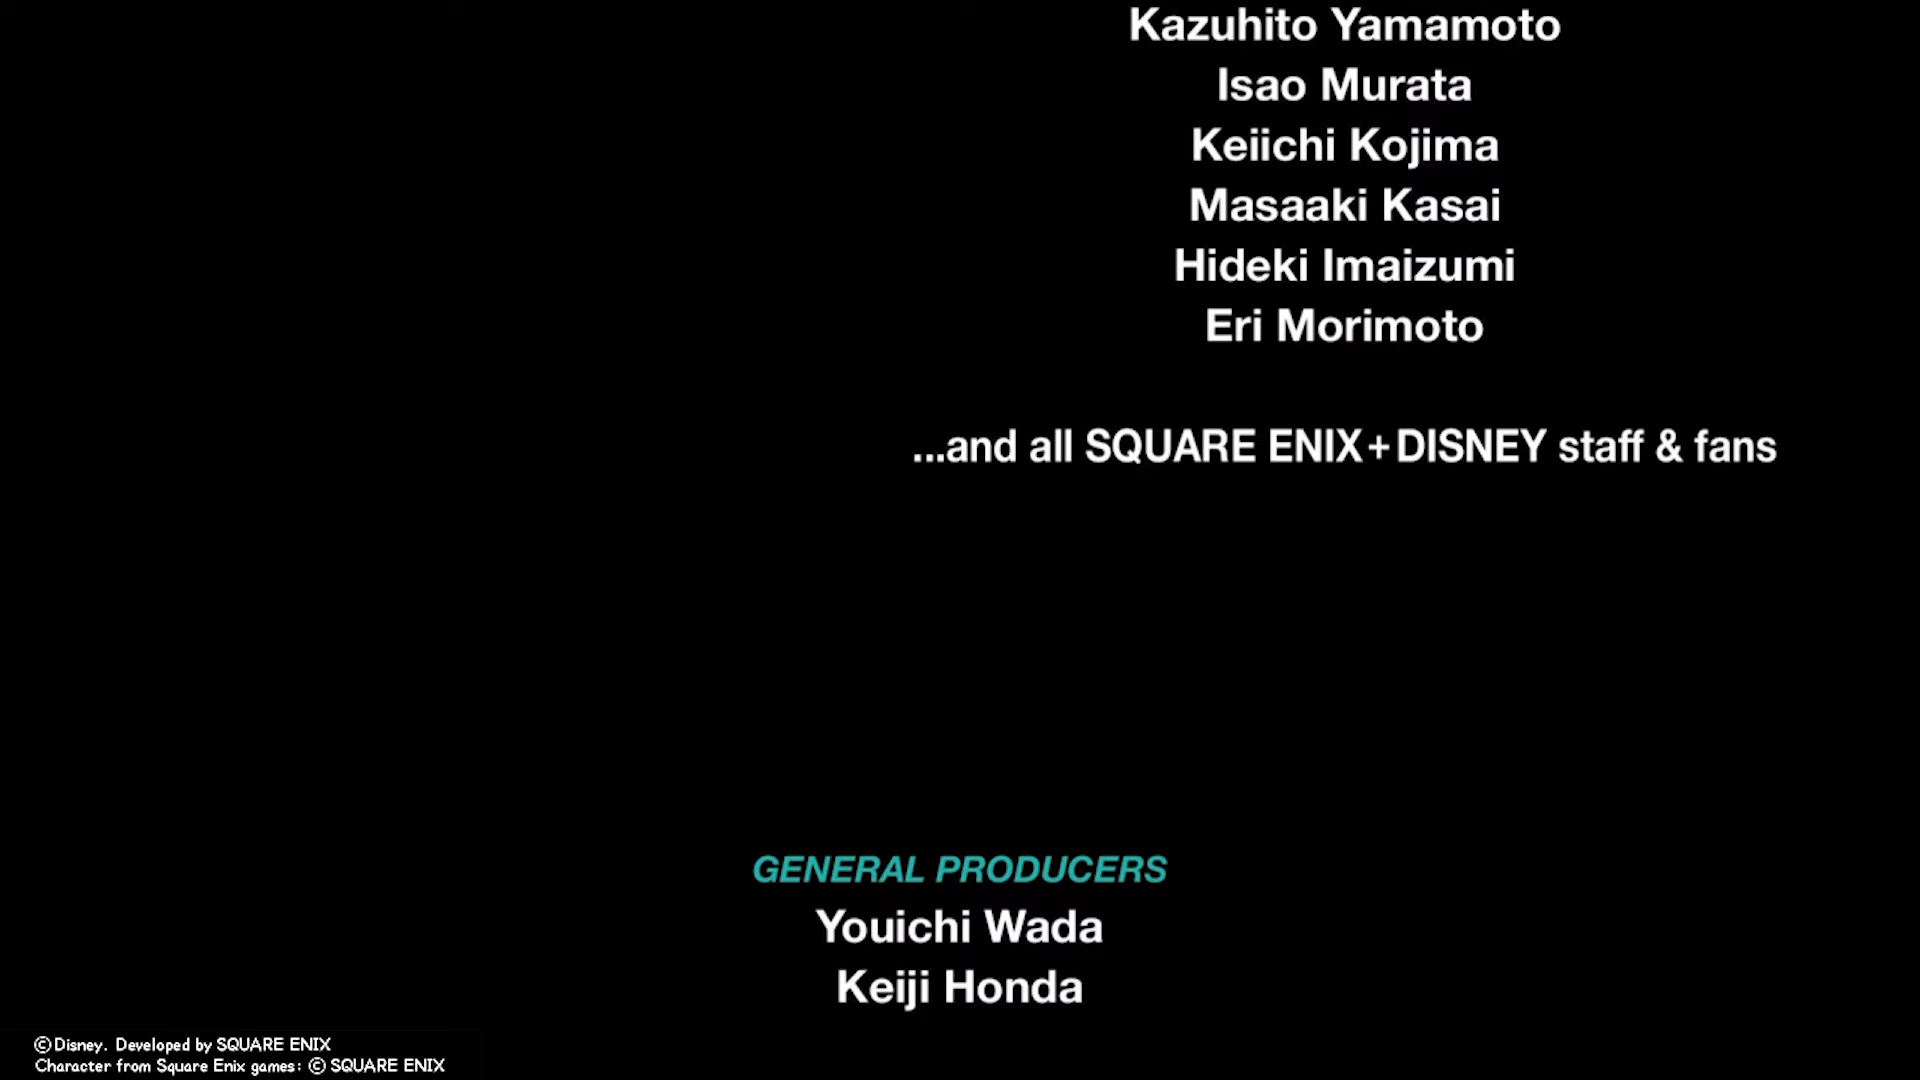 Kazuhito Yamamoto
Isao Murata
Keiichi Kojima
Masaaki Kasai
Hideki Imaizumi
Eri Morimoto
...and all SQUARE ENIX+DISNEY staff & fans
GENERAL PRODUCERS
Youichi Wada
Keiji Honda
©Disney. Developed by SQUARE ENIX
Character from Square Enix games: © SQUARE ENIX